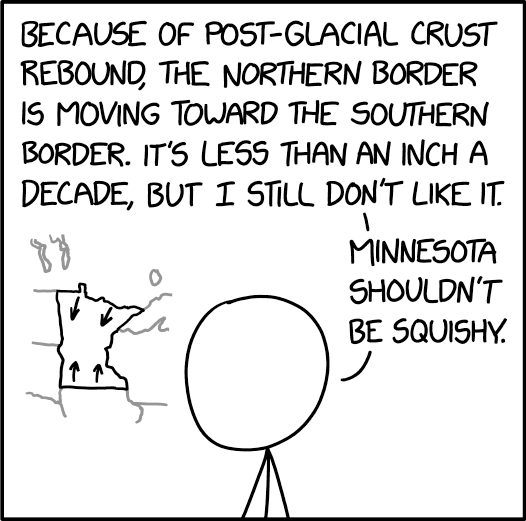 BECAUSE OF POST-GLACIAL CRUST
REBOUND, THE NORTHERN BORDER
IS MOVING TOWARD THE SOUTHERN
BORDER. IT'S LESS THAN AN INCH A
DECADE, BUT I STILL DON'T LIKE IT.
MINNESOTA
SHOULDN'T
BE SQUISHY.